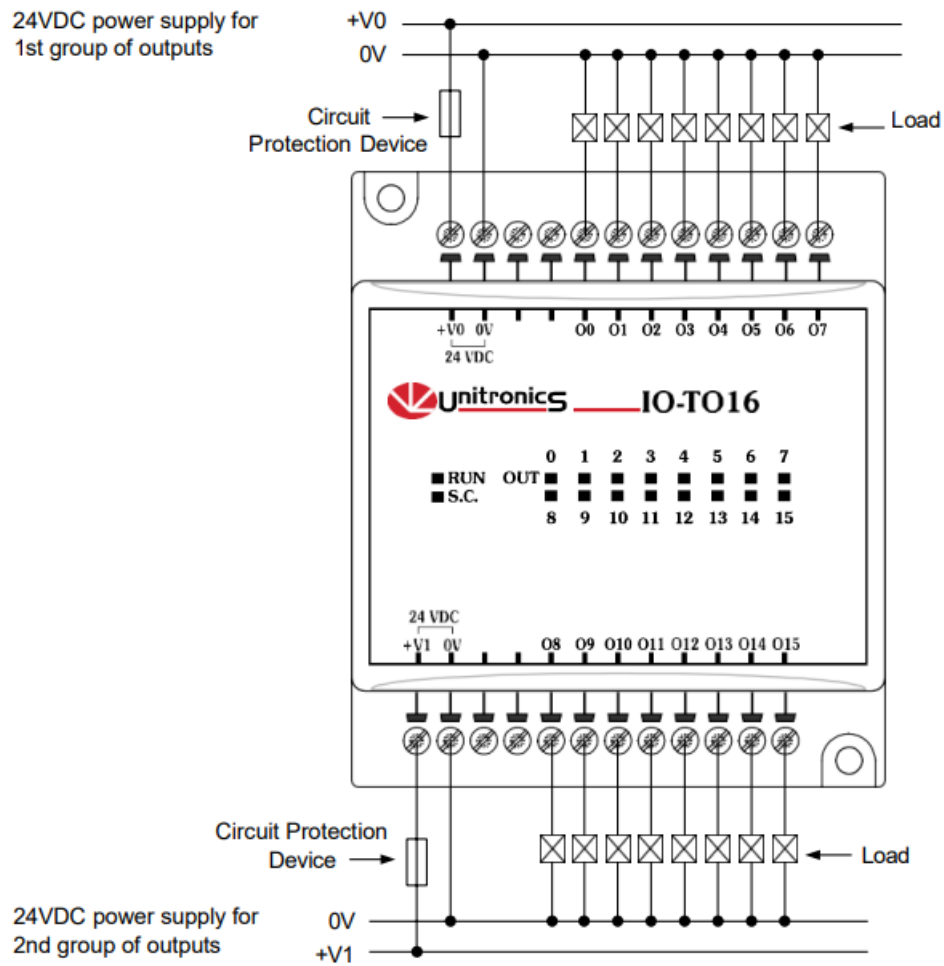 24VDC power supply for
1st group of outputs
+V0
0V
Circuit
Protection Device
Load
+V0 0V
24 VDC
O0 O1 O2 O3 O4 O5 O6 O7
unitronics IO-TO16
0 1 2 3 4 5 6 7
RUN OUT
S.C.
8 9 10 11 12 13 14 15
24 VDC
+V1 0V
O8 O9 O10 O11 O12 O13 O14 O15
Circuit Protection
Device
Load
24VDC power supply for
2nd group of outputs
0V
+V1